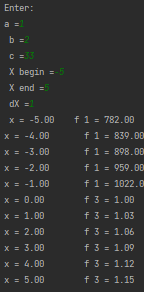 Enter:
a =1
b =2
c =33
X begin =-5
X end =5
dX =1
x = -5.00 f 1 = 782.00
x = -4.00 f 1 = 839.00
x = -3.00 f 1 = 898.00
x = -2.00 f 1 = 959.00
x = -1.00 f 1 = 1022.0
x = 0.00 f 3 = 1.00
x = 1.00 f 3 = 1.03
x = 2.00 f 3 = 1.06
x = 3.00 f 3 = 1.09
x = 4.00 f 3 = 1.12
x = 5.00 f 3 = 1.15